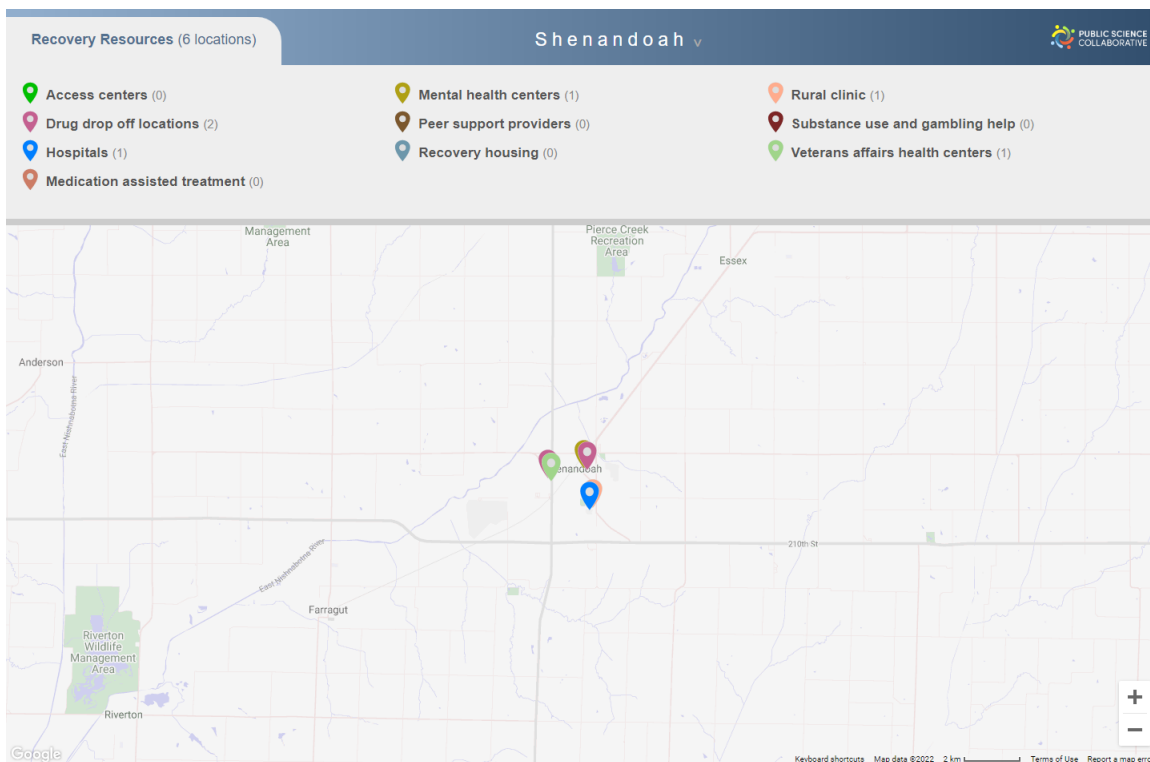 Recovery Resources (6 locations)
Shenandoah v
PUBLIC SCIENCE
COLLABORATIVE
Access centers (0)
Mental health centers (1)
Rural clinic (1)
Drug drop off locations (2)
Peer support providers (0)
Substance use and gambling help (0)
Hospitals (1)
Recovery housing (0)
Veterans affairs health centers (1)
Medication assisted treatment (0)
Management
Area
Pierce Creek
Recreation
Area
Essex
Anderson
East Nishnabotna River
enandoah
210th St
East Nishnabotna River
Farragut
Riverton
Wildlife
Management
Area
Riverton
+
−
Google
Keyboard shortcuts Map data ©2022 2 km Terms of Use Report a map erro